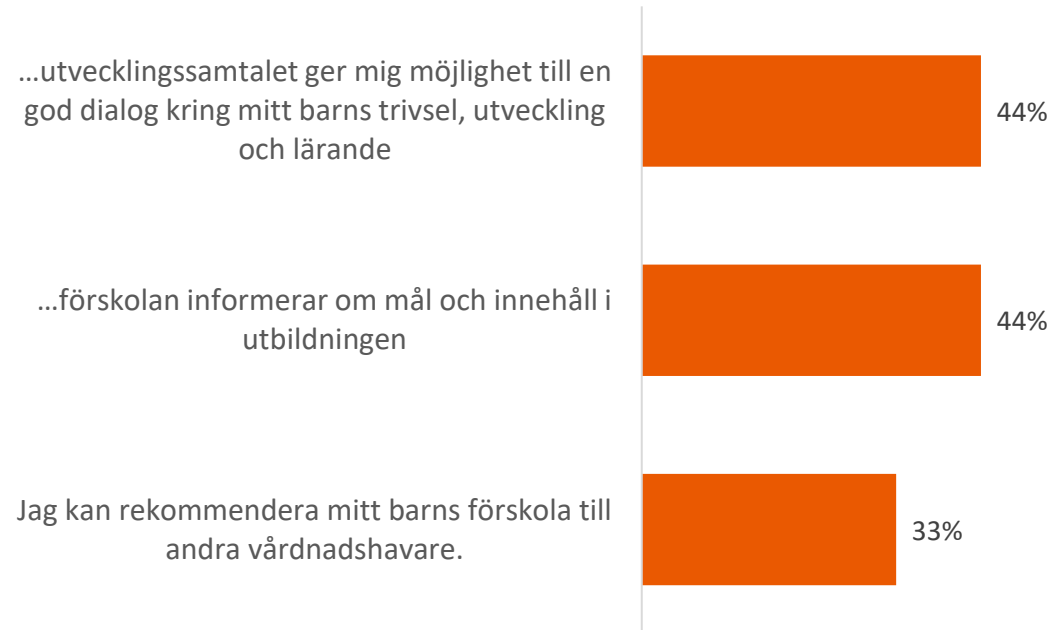 ...utvecklingssamtalet ger mig möjlighet till en
god dialog kring mitt barns trivsel, utveckling
och lärande
44%
...förskolan informerar om mål och innehåll i
utbildningen
44%
Jag kan rekommendera mitt barns förskola till
andra vårdnadshavare.
33%